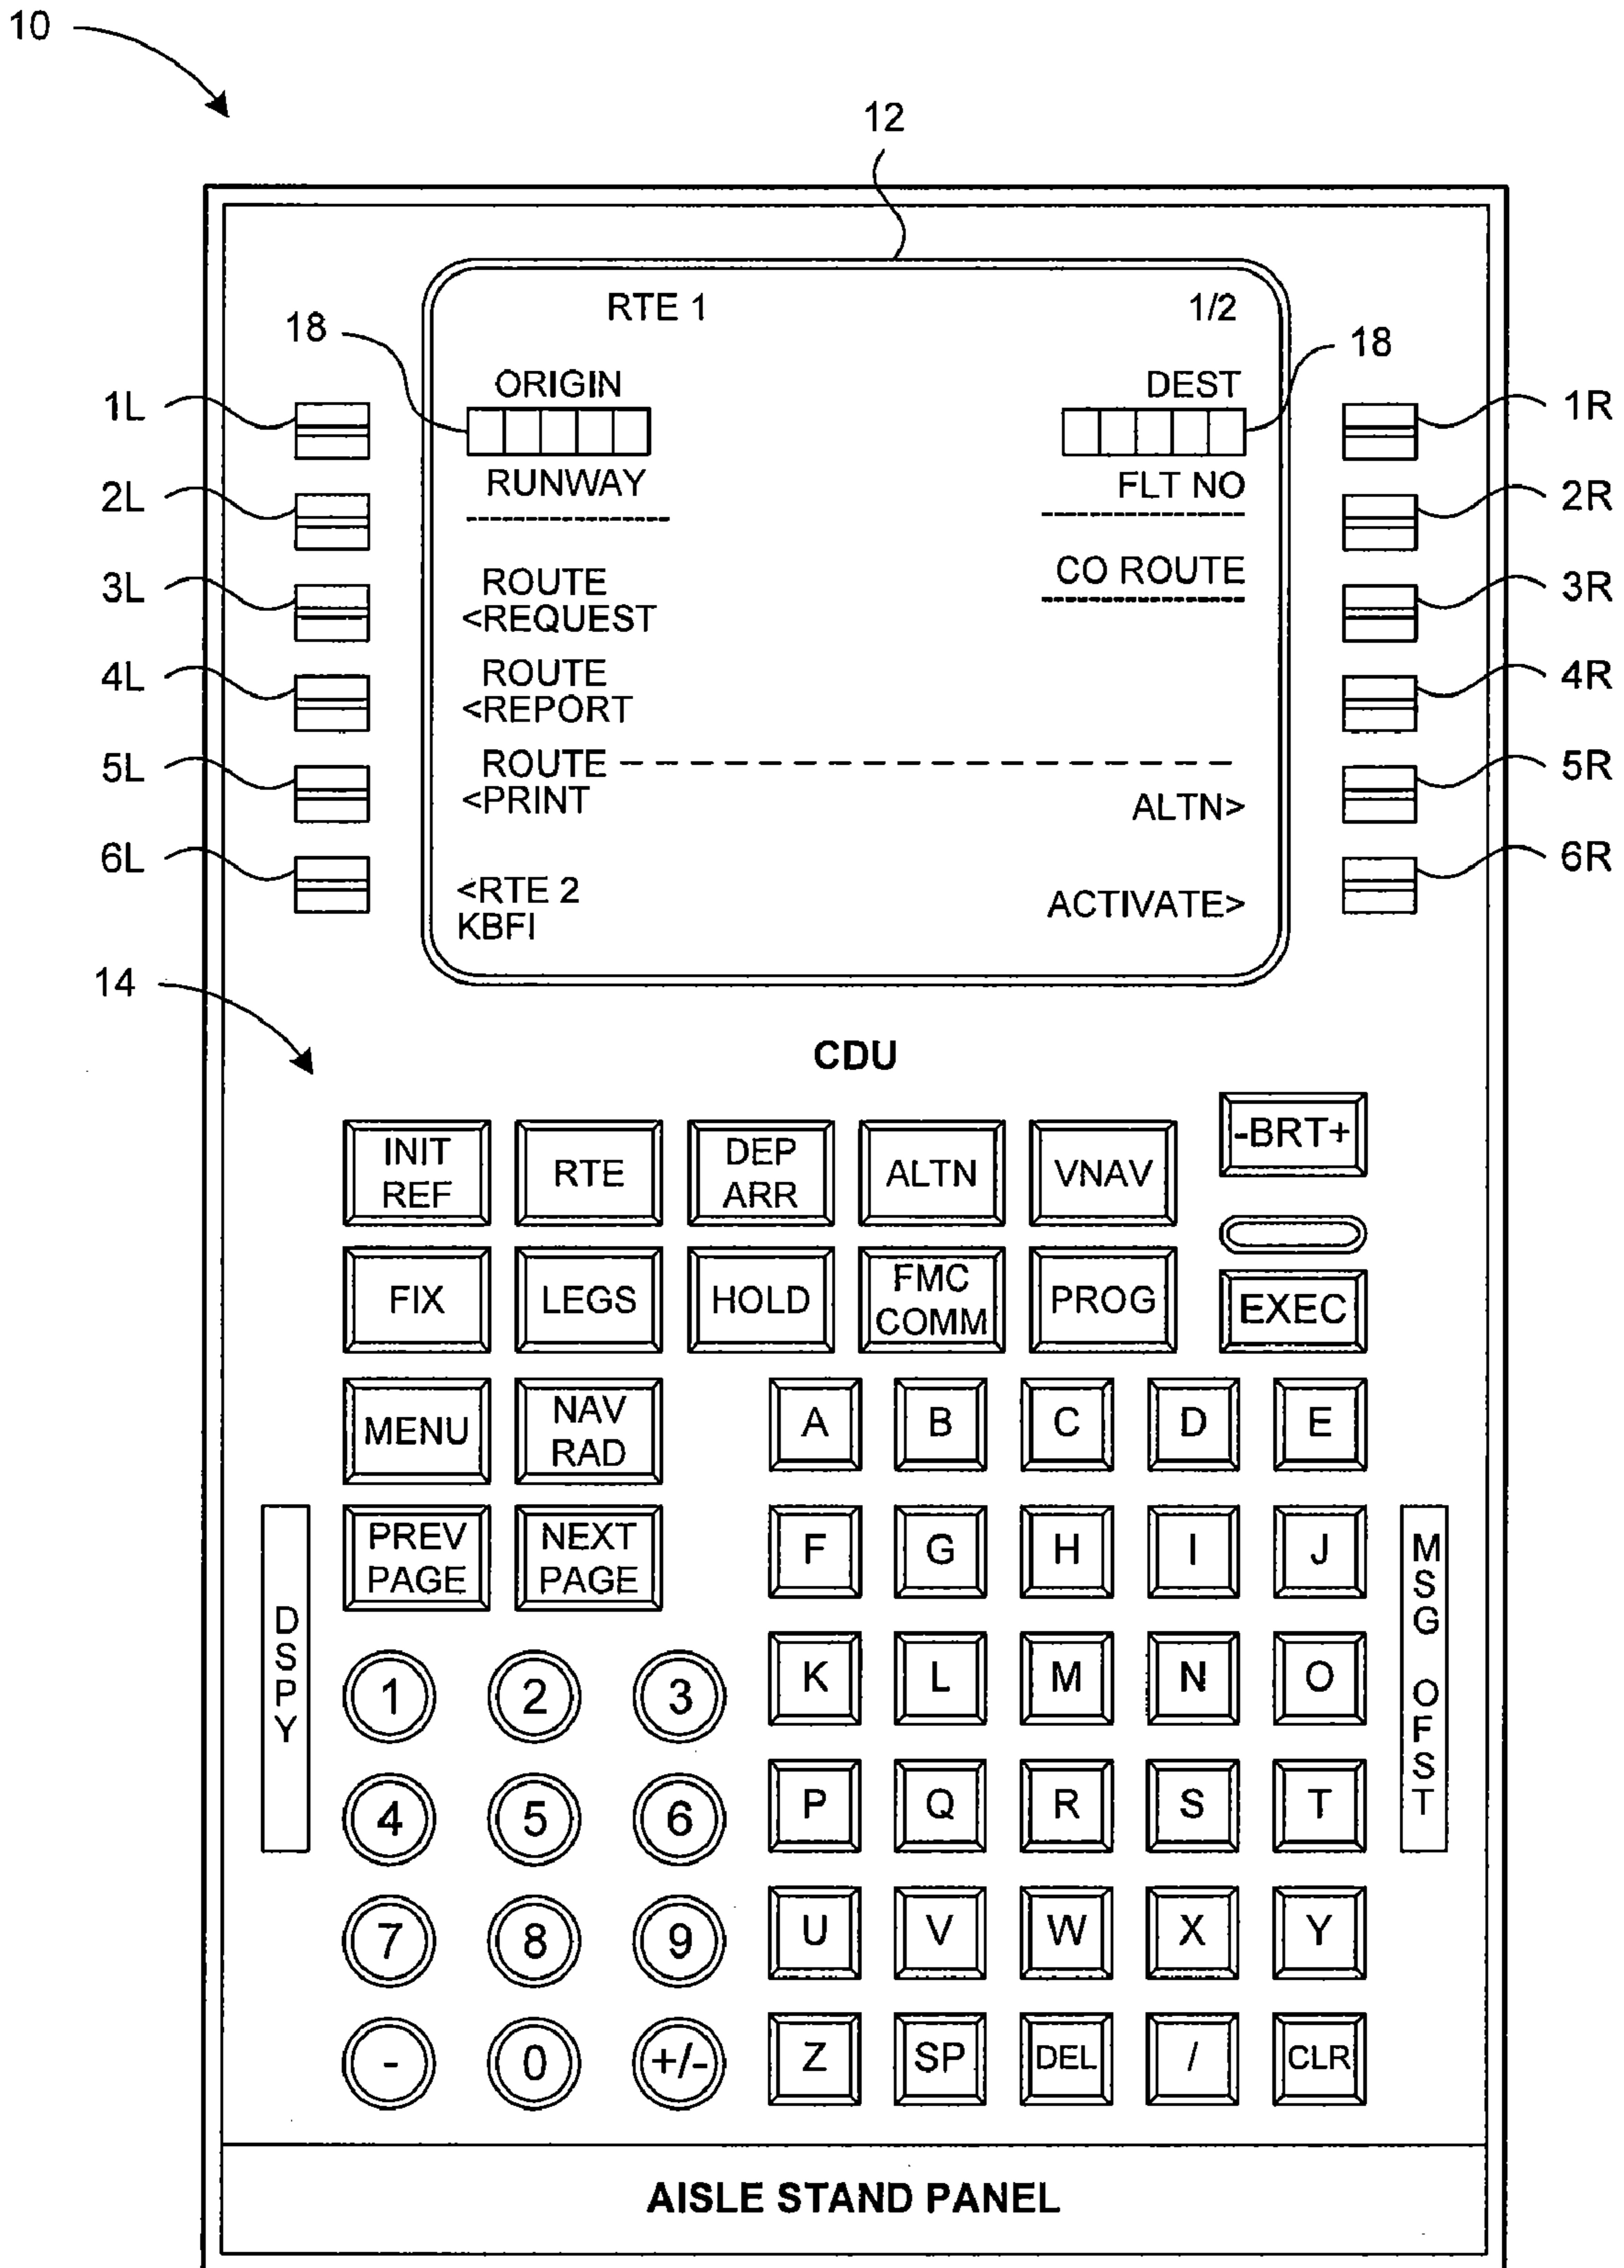 10
12
RTE 1 1/2
18 18
ORIGIN DEST
1L 1R
RUNWAY FLT NO
2L 2R
ROUTE CO ROUTE
3L <REQUEST 3R
ROUTE
4L <REPORT 4R
ROUTE
5L <PRINT ALTN> 5R
6L 6R
<RTE 2 ACTIVATE>
KBFI
14
CDU
INIT REF RTE DEP ARR ALTN VNAV -BRT+
FIX LEGS HOLD FMC COMM PROG EXEC
MENU NAV RAD A B C D E
PREV PAGE NEXT PAGE F G H I J
DSPY
MSG OFST
1 2 3 K L M N O
4 5 6 P Q R S T
7 8 9 U V W X Y
- 0 +/- Z SP DEL / CLR
AISLE STAND PANEL